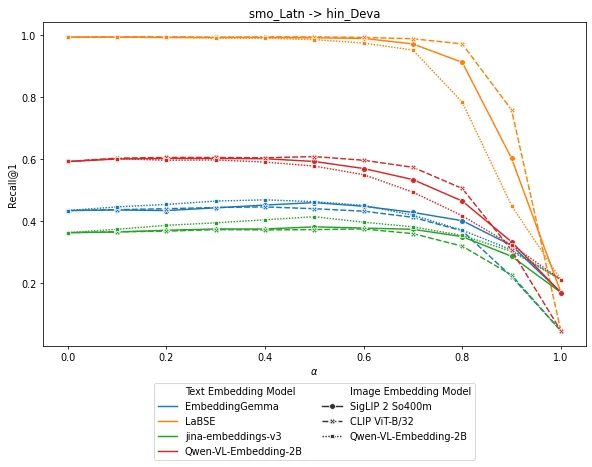 smo_Latn -> hin_Deva
Recall@1
1.0
0.8
0.6
0.4
0.2
0.0 0.2 0.4 0.6 0.8 1.0
α
Text Embedding Model Image Embedding Model
EmbeddingGemma SigLIP 2 So400m
LaBSE CLIP ViT-B/32
jina-embeddings-v3 Qwen-VL-Embedding-2B
Qwen-VL-Embedding-2B